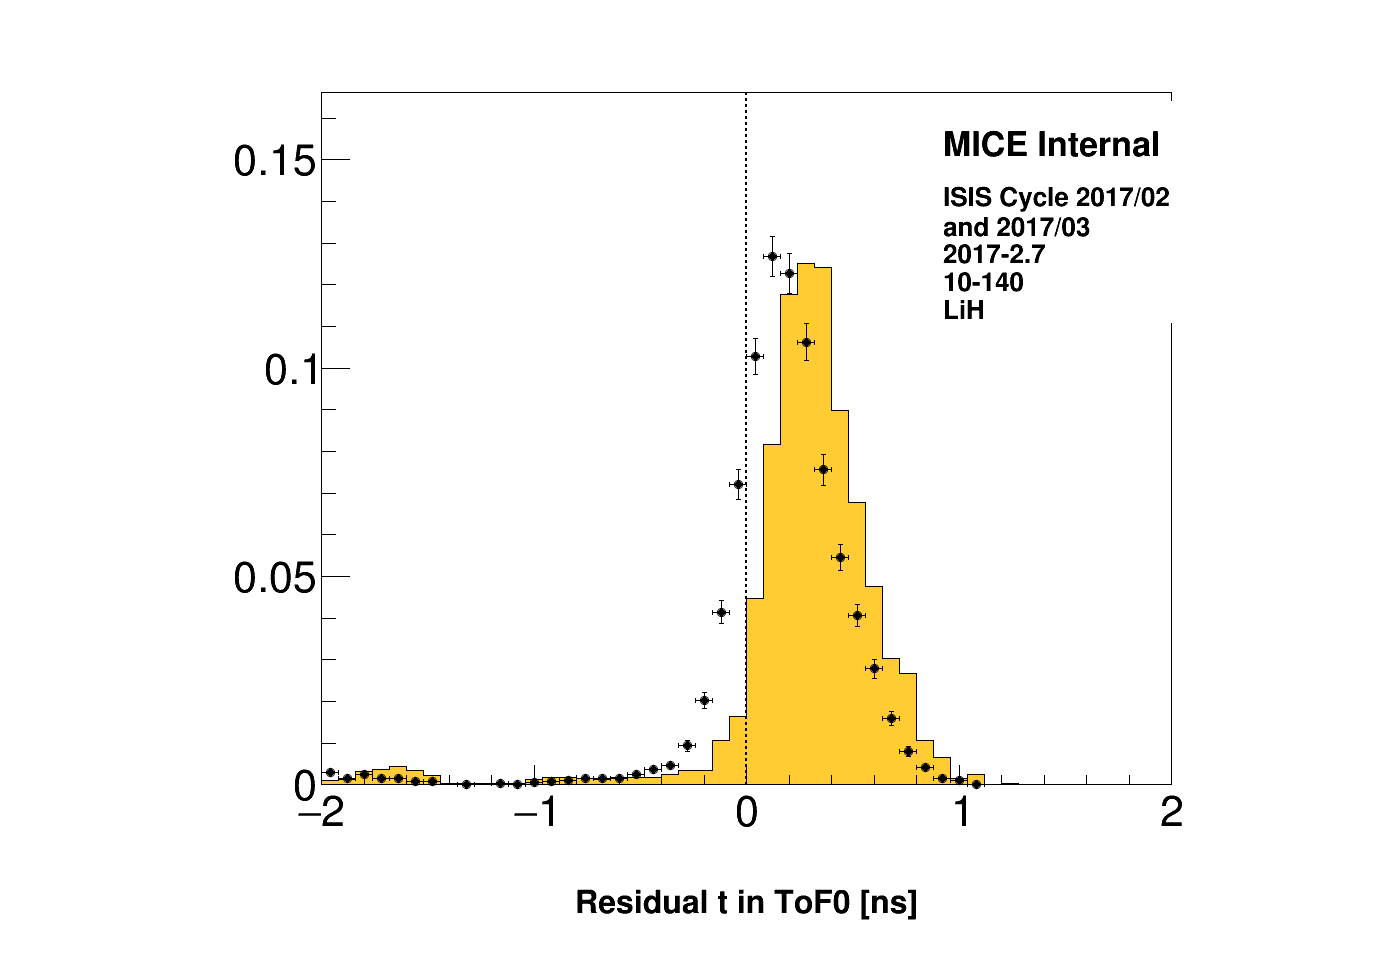 MICE Internal
ISIS Cycle 2017/02
and 2017/03
2017-2.7
10-140
LiH
0.15
0.1
0.05
0
−2 −1 0 1 2
Residual t in ToF0 [ns]